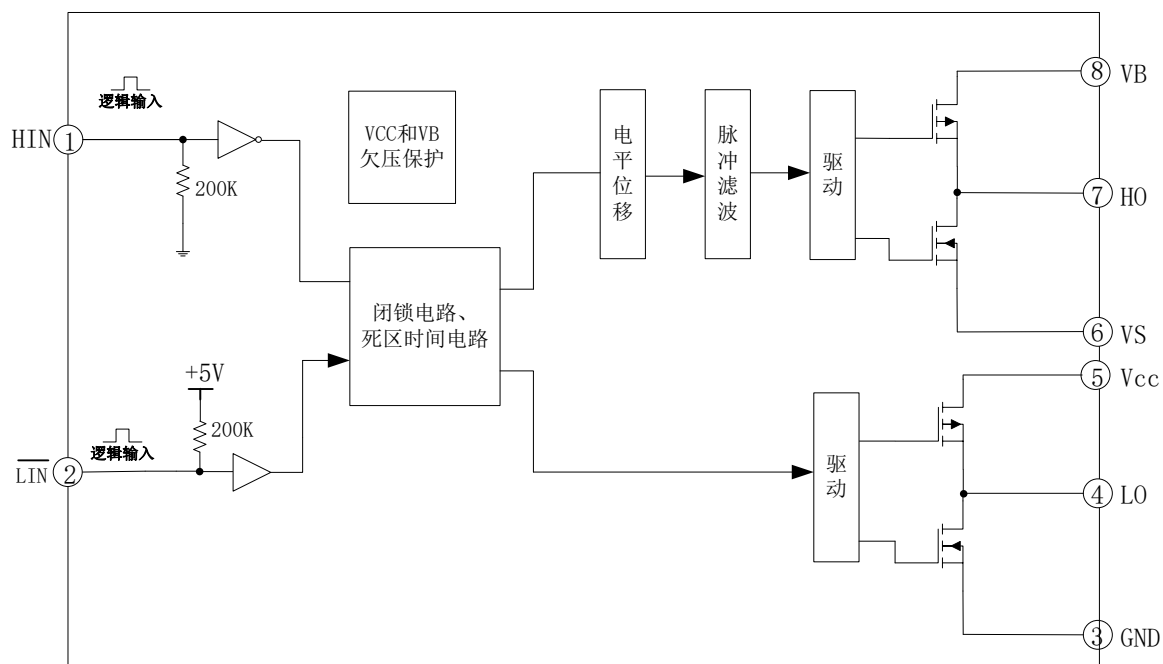 逻辑输入
HIN
1
200K
VCC和VB
欠压保护
电平位移
脉冲滤波
驱动
8
VB
7
HO
6
VS
闭锁电路、
死区时间电路
+5V
200K
逻辑输入
LIN
2
驱动
5
Vcc
4
LO
3
GND